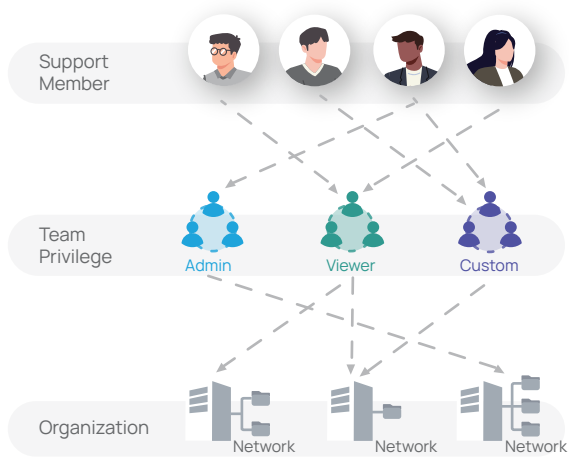 Support
Member
Team
Privilege
Admin
Viewer
Custom
Organization
Network
Network
Network